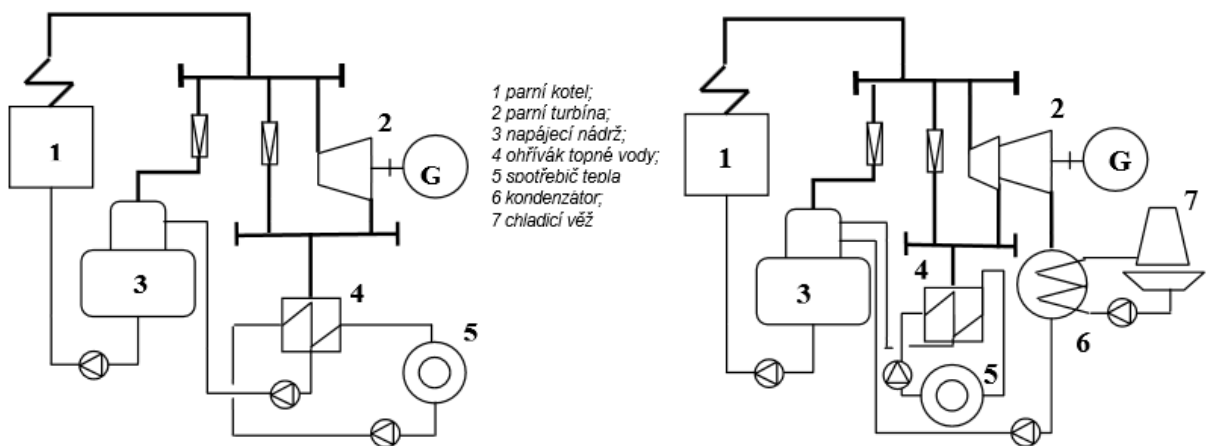 1
2
3
4
5
G
1 parní kotel;
2 parní turbína;
3 napájecí nádrž;
4 ohřívák topné vody;
5 spotřebič tepla
6 kondenzátor;
7 chladicí věž
1
2
3
4
5
6
7
G